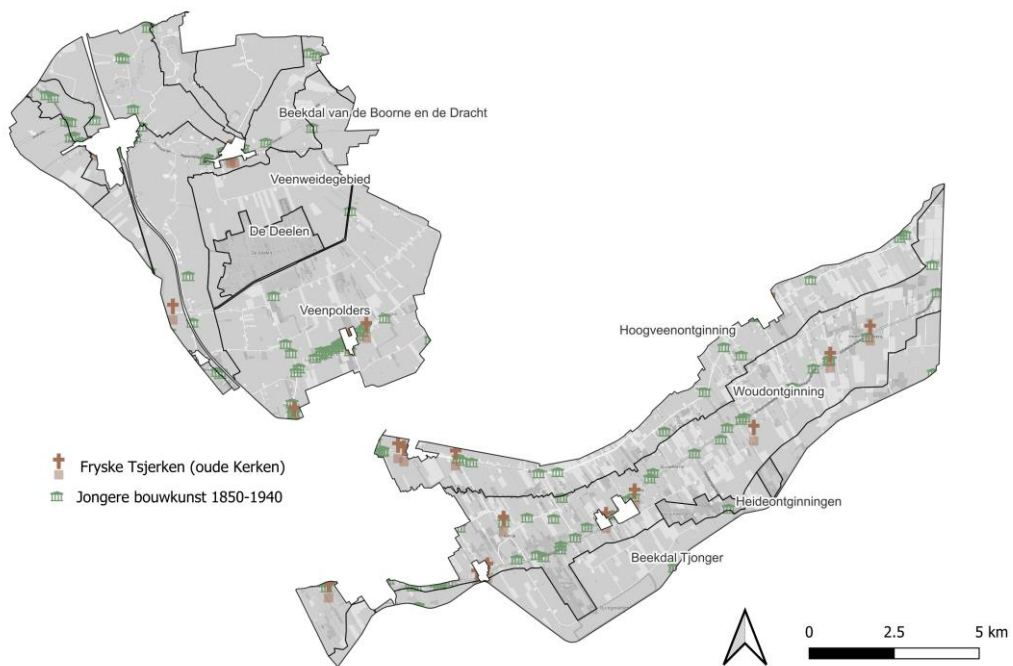 Beekdal van de Boorne en de Dracht
Veenweidegebied
De Deelen
Veenpolders
Hoogveenontginning
Woudontginning
Heideontginningen
Beekdal Tjonger
Fryske Tsjerken (oude Kerken)
Jongere bouwkunst 1850-1940
0 2.5 5 km